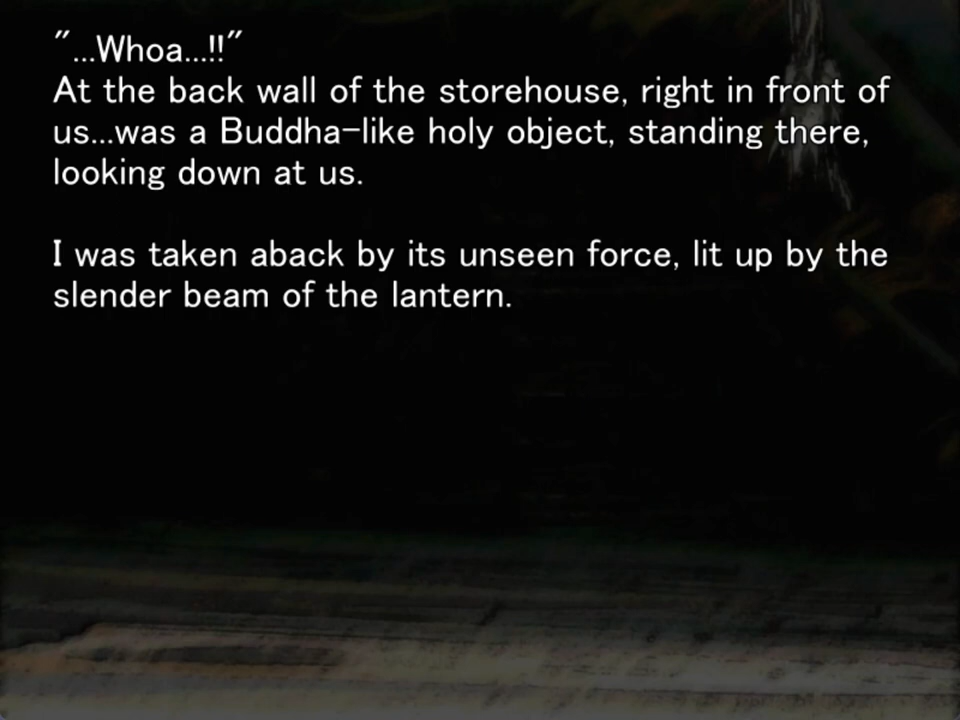 "...Whoa...!!"
At the back wall of the storehouse, right in front of
us...was a Buddha-like holy object, standing there,
looking down at us.
I was taken aback by its unseen force, lit up by the
slender beam of the lantern.